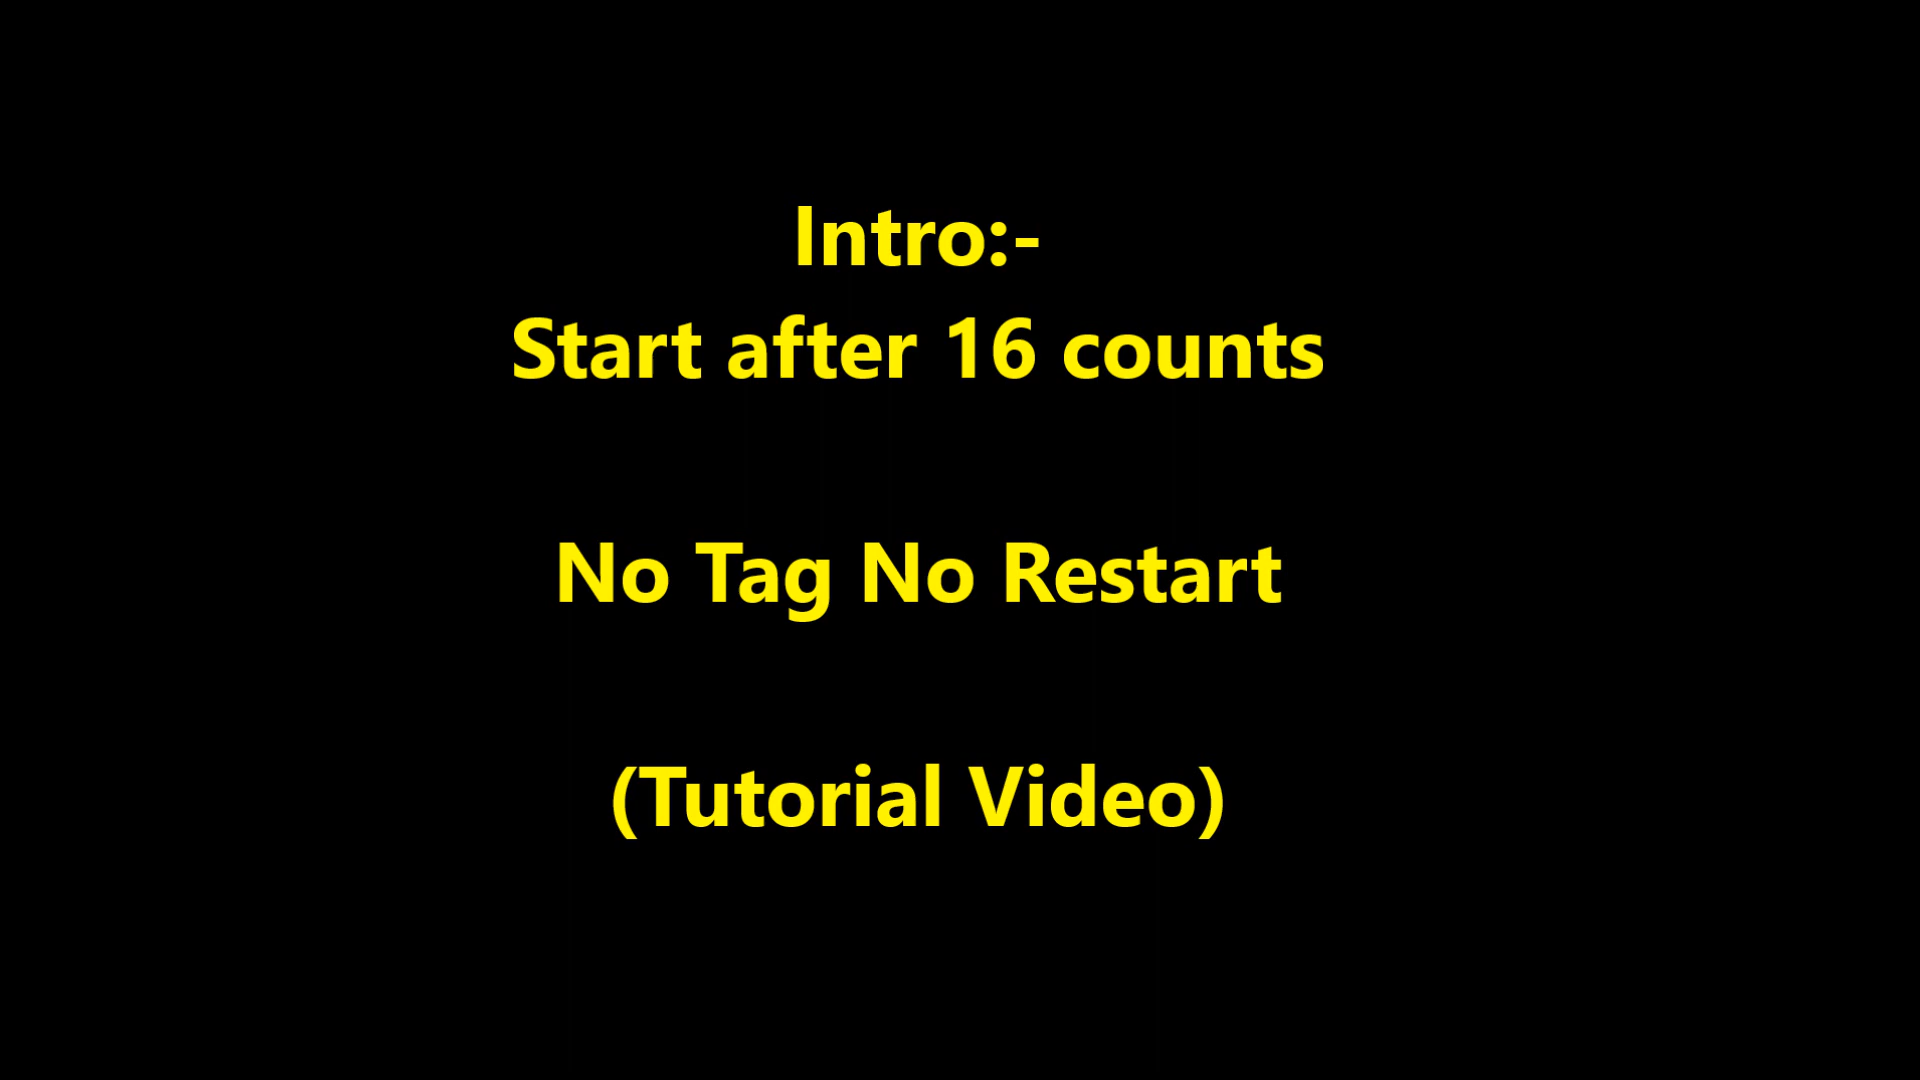 Intro:-
Start after 16 counts
No Tag No Restart
(Tutorial Video)